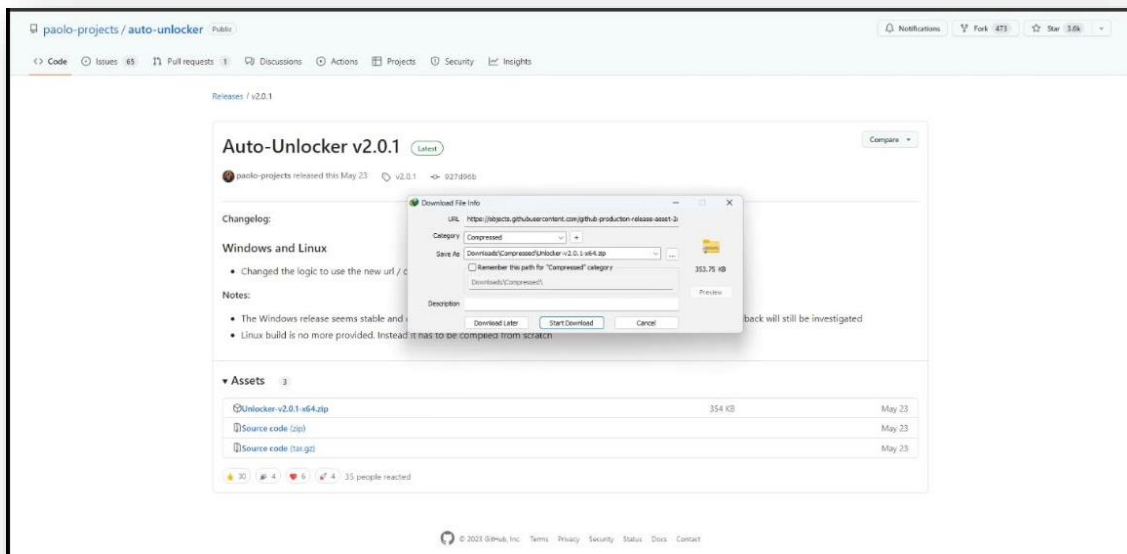 paolo-projects / auto-unlocker Public
Notifications Fork 473 Star 3.6k
Code Issues 65 Pull requests 1 Discussions Actions Projects Security Insights
Releases / v2.0.1
Auto-Unlocker v2.0.1 Latest
Compare
paolo-projects released this May 23 v2.0.1 927d96b
Changelog:
Windows and Linux
Changed the logic to use the new url /
Notes:
The Windows release seems stable and back will still be investigated
Linux build is no more provided. Instead it has to be compiled from scratch
Download File Info
URL https://objects.githubusercontent.com/github-production-release-asset-2
Category Compressed +
Save As Downloads\Compressed\Unlocker-v2.0.1-x64.zip ...
Remember this path for "Compressed" category
Downloads\Compressed\
353.75 KB
Preview
Description
Download Later Start Download Cancel
Assets 3
Unlocker-v2.0.1-x64.zip 354 KB May 23
Source code (zip) May 23
Source code (tar.gz) May 23
30 4 6 4 35 people reacted
© 2023 GitHub, Inc. Terms Privacy Security Status Docs Contact